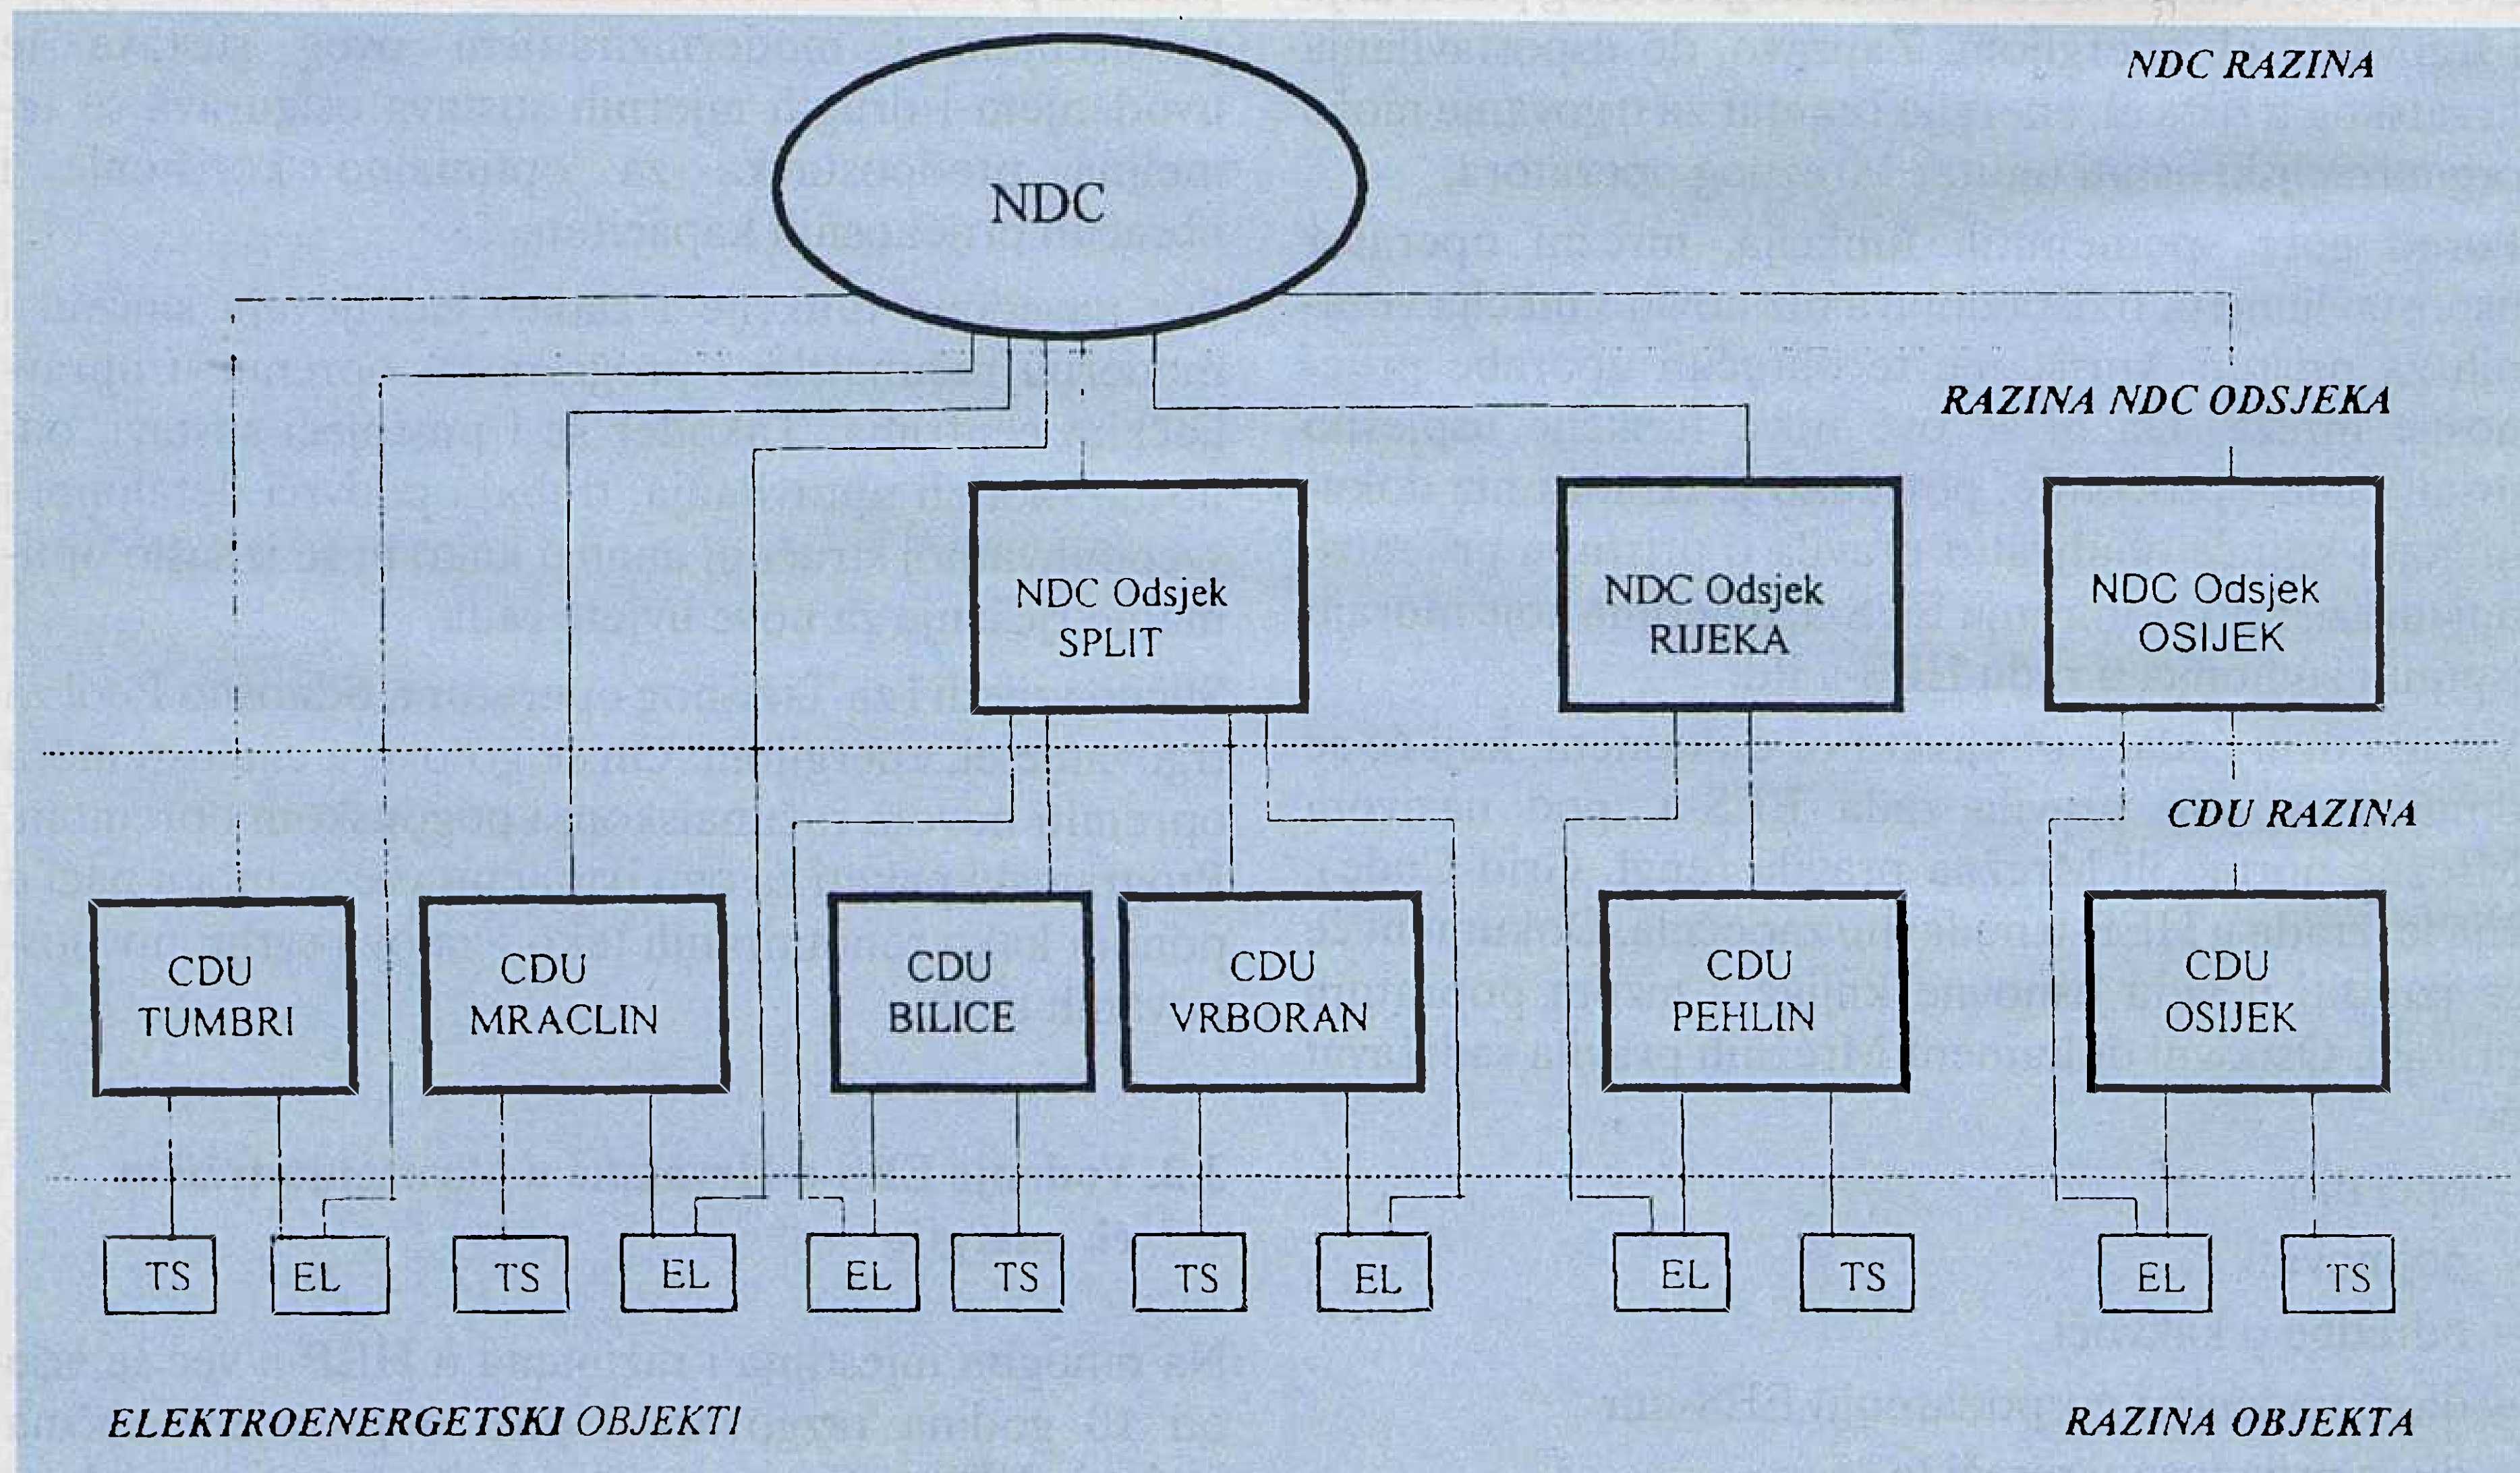 NDC RAZINA
NDC
RAZINA NDC ODSJEKA
NDC Odsjek
SPLIT
NDC Odsjek
RIJEKA
NDC Odsjek
OSIJEK
CDU RAZINA
CDU
TUMBRI
CDU
MRACLIN
CDU
BILICE
CDU
VRBORAN
CDU
PEHLIN
CDU
OSIJEK
TS
EL
TS
EL
EL
TS
TS
EL
EL
TS
EL
TS
ELEKTROENERGETSKI OBJEKTI
RAZINA OBJEKTA